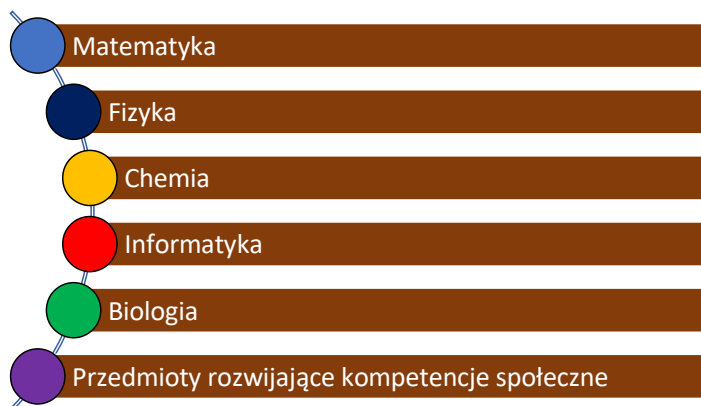 Matematyka
Fizyka
Chemia
Informatyka
Biologia
Przedmioty rozwijające kompetencje społeczne